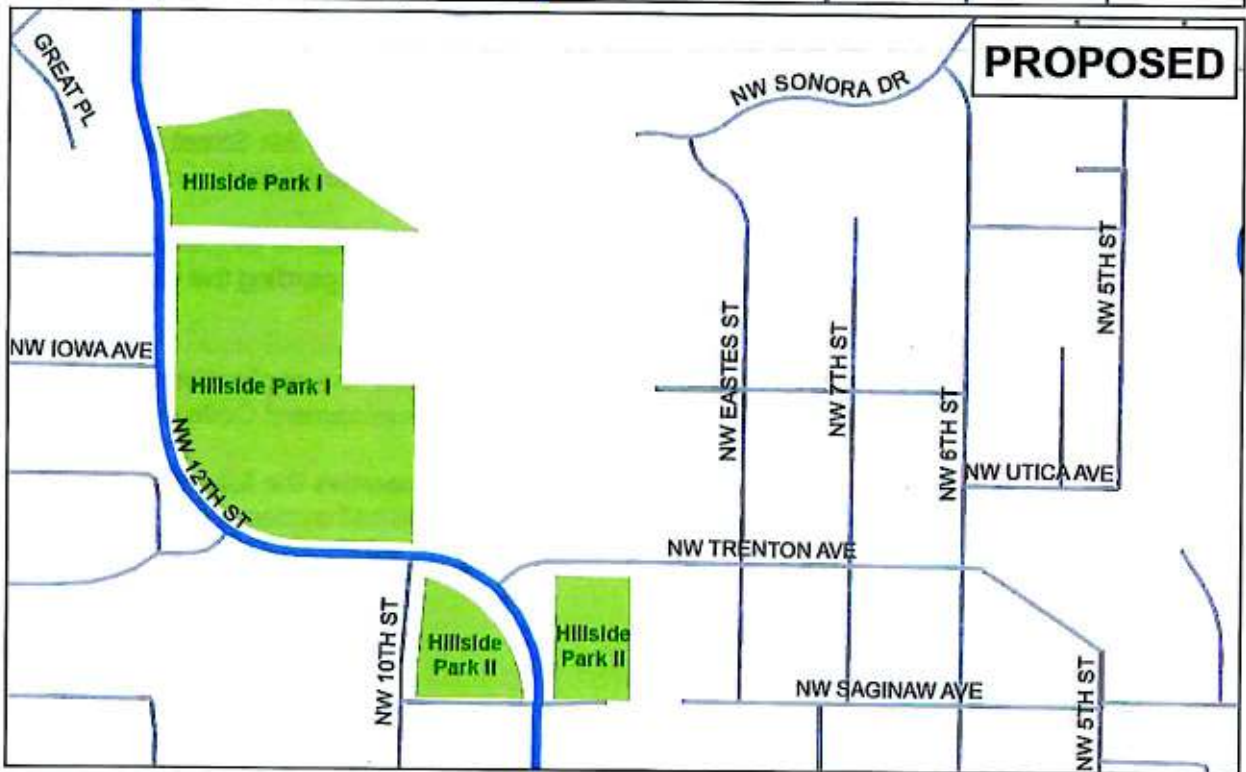 PROPOSED
GREAT PL
NW SONORA DR
Hillside Park I
NW 5TH ST
NW IOWA AVE
Hillside Park I
NW EASTES ST
NW 7TH ST
NW 6TH ST
NW 12TH ST
NW UTICA AVE
NW TRENTON AVE
NW 10TH ST
Hillside
Park II
Hillside
Park II
NW SAGINAW AVE
NW 5TH ST